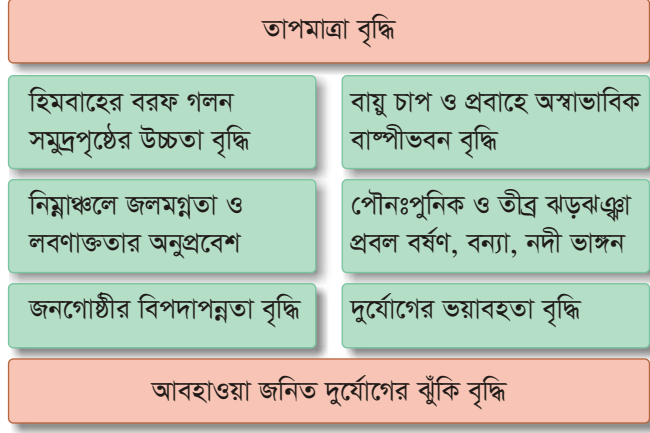 তাপমাত্রা বৃদ্ধি
হিমবাহের বরফ গলন
সমুদ্রপৃষ্ঠের উচ্চতা বৃদ্ধি
বায়ু চাপ ও প্রবাহে অস্বাভাবিক
বাষ্পীভবন বৃদ্ধি
নিম্নাঞ্চলে জলমগ্নতা ও
লবণাক্ততার অনুপ্রবেশ
পৌনঃপুনিক ও তীব্র ঝড়ঝঞ্ঝা
প্রবল বর্ষণ, বন্যা, নদী ভাঙ্গন
জনগোষ্ঠীর বিপদাপন্নতা বৃদ্ধি
দুর্যোগের ভয়াবহতা বৃদ্ধি
আবহাওয়া জনিত দুর্যোগের ঝুঁকি বৃদ্ধি